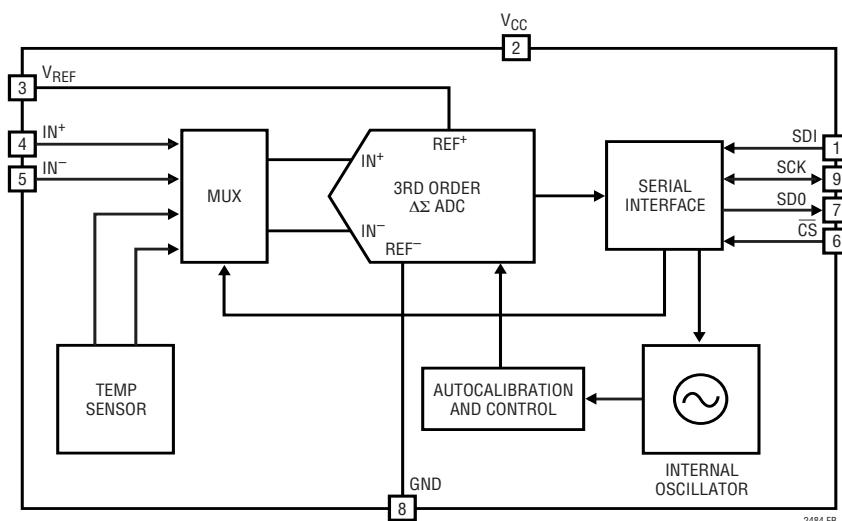 VCC
2
3
VREF
4
IN+
5
IN−
MUX
REF+
IN+
3RD ORDER
ΔΣ ADC
IN−
REF−
SERIAL
INTERFACE
SDI
1
SCK
9
SD0
7
CS
6
TEMP
SENSOR
AUTOCALIBRATION
AND CONTROL
INTERNAL
OSCILLATOR
GND
8